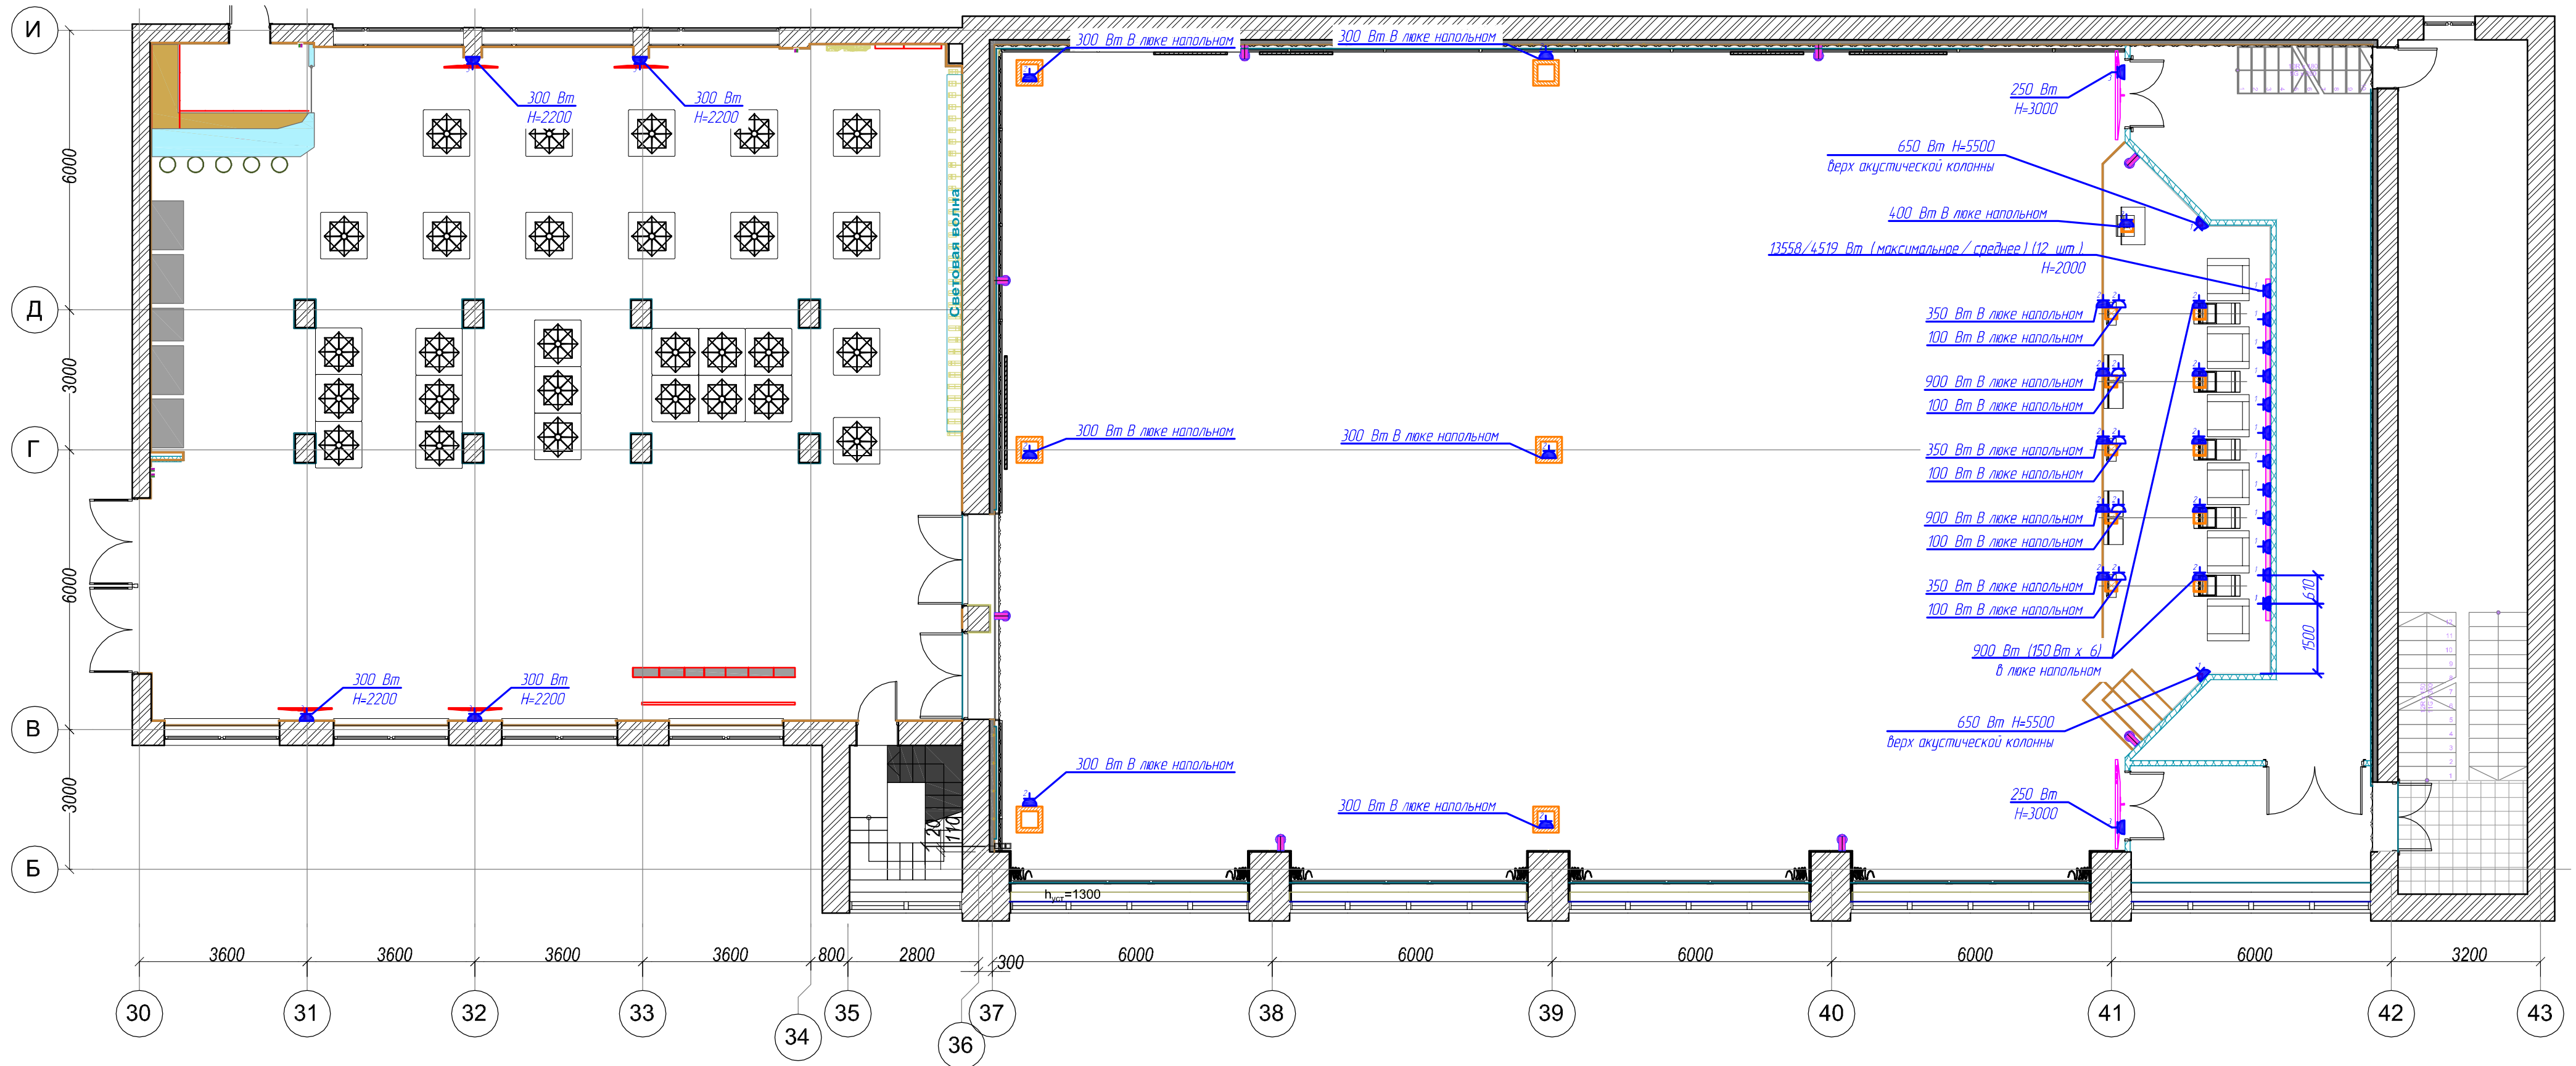 И
Д
Г
В
Б
6000
3000
6000
3000
300 Вт
H=2200
300 Вт
H=2200
Световая волна
300 Вт
H=2200
300 Вт
H=2200
300 Вт В люке напольном
300 Вт В люке напольном
300 Вт В люке напольном
300 Вт В люке напольном
300 Вт В люке напольном
300 Вт В люке напольном
250 Вт
H=3000
650 Вт H=5500
верх акустической колонны
400 Вт В люке напольном
13558/4519 Вт (максимальное / среднее) (12 шт.)
H=2000
350 Вт В люке напольном
100 Вт В люке напольном
900 Вт В люке напольном
100 Вт В люке напольном
350 Вт В люке напольном
100 Вт В люке напольном
900 Вт В люке напольном
100 Вт В люке напольном
350 Вт В люке напольном
100 Вт В люке напольном
900 Вт (150 Вт х 6)
в люке напольном
610
1500
650 Вт H=5500
верх акустической колонны
250 Вт
H=3000
20
110
hуст=1300
3600
3600
3600
3600
800
2800
300
6000
6000
6000
6000
6000
3200
30
31
32
33
34
35
36
37
38
39
40
41
42
43